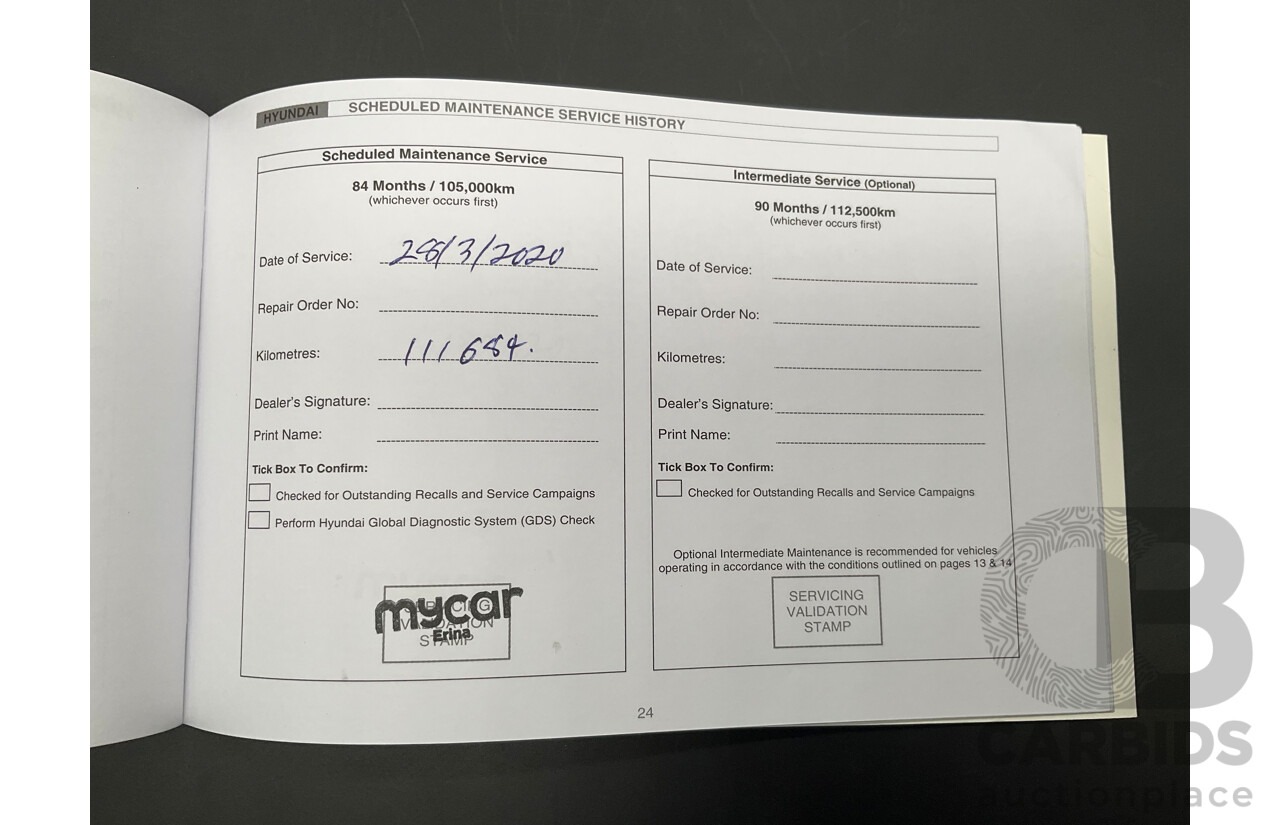 HYUNDAI SCHEDULED MAINTENANCE SERVICE HISTORY
Scheduled Maintenance Service
84 Months / 105,000km
(whichever occurs first)
Date of Service: 28/3/2020
Repair Order No:
Kilometres: 111684.
Dealer's Signature:
Print Name:
Tick Box To Confirm:
Checked for Outstanding Recalls and Service Campaigns
Perform Hyundai Global Diagnostic System (GDS) Check
mycar
Erina
SERVICING
VALIDATION
STAMP
Intermediate Service (Optional)
90 Months / 112,500km
(whichever occurs first)
Date of Service:
Repair Order No:
Kilometres:
Dealer's Signature:
Print Name:
Tick Box To Confirm:
Checked for Outstanding Recalls and Service Campaigns
Optional Intermediate Maintenance is recommended for vehicles
operating in accordance with the conditions outlined on pages 13 & 14
SERVICING
VALIDATION
STAMP
24
CB
CARBIDS
auctionplace